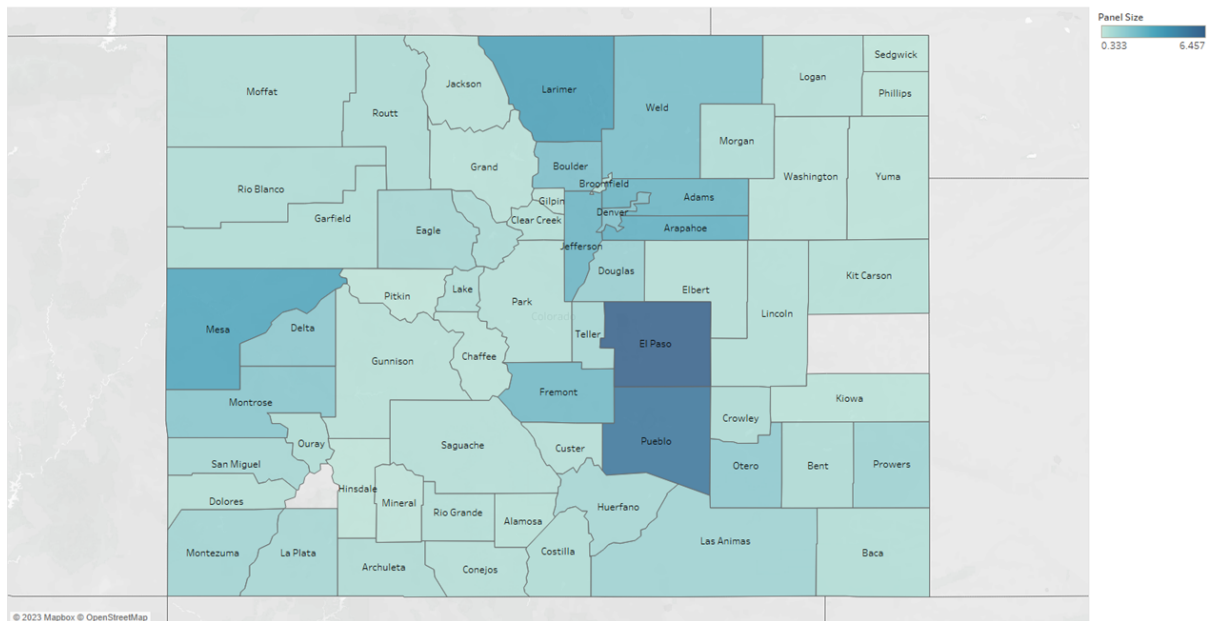 Panel Size
0.333 6.457
Sedgwick
Logan
Jackson
Moffat
Larimer
Phillips
Weld
Routt
Morgan
Grand
Boulder
Washington
Yuma
Broomfield
Rio Blanco
Adams
Gilpin
Denver
Garfield
Clear Creek
Arapahoe
Eagle
Jefferson
Douglas
Kit Carson
Lake
Elbert
Pitkin
Park
Colorado
Lincoln
Mesa
Delta
Teller
El Paso
Chaffee
Gunnison
Fremont
Kiowa
Montrose
Crowley
Ouray
Saguache
Custer
Pueblo
San Miguel
Otero
Bent
Prowers
Hinsdale
Dolores
Mineral
Huerfano
Rio Grande
Alamosa
Las Animas
Montezuma
La Plata
Costilla
Baca
Archuleta
Conejos
© 2023 Mapbox © OpenStreetMap